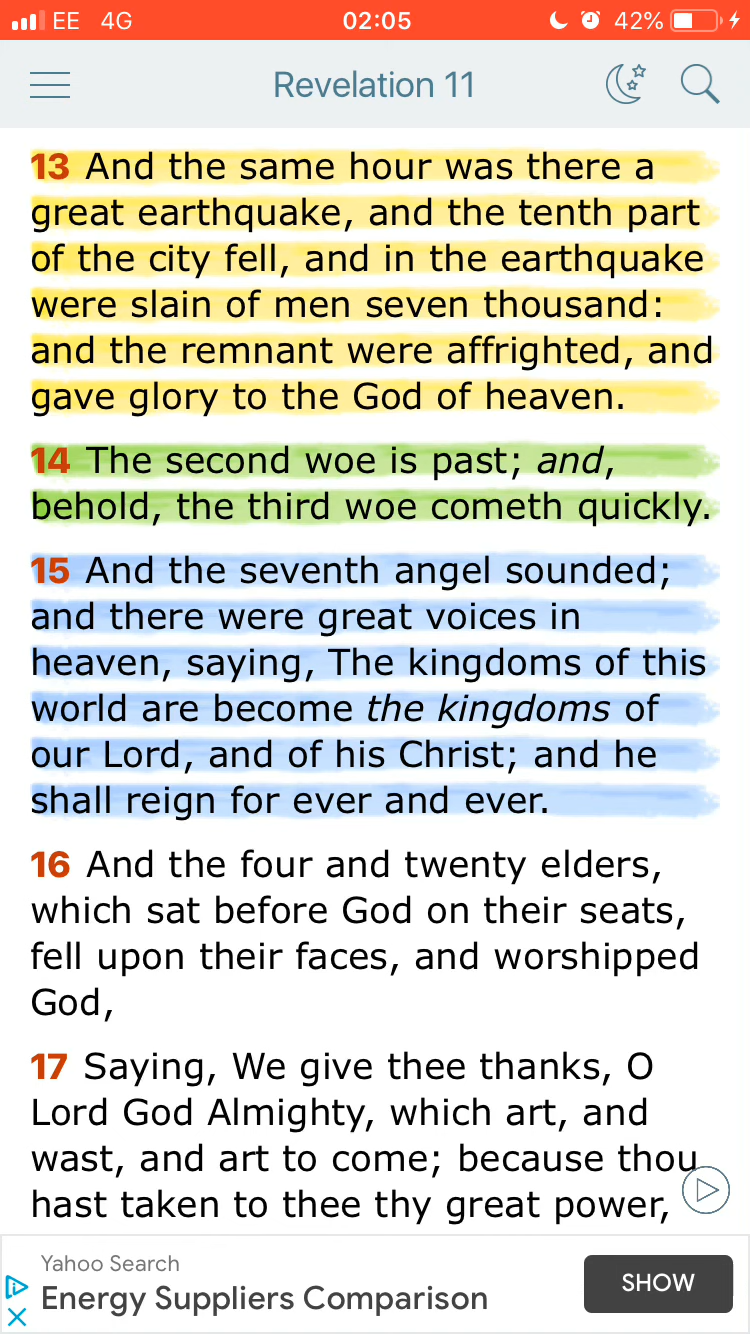 EE 4G 02:05 42%
Revelation 11
13 And the same hour was there a
great earthquake, and the tenth part
of the city fell, and in the earthquake
were slain of men seven thousand:
and the remnant were affrighted, and
gave glory to the God of heaven.
14 The second woe is past; and,
behold, the third woe cometh quickly.
15 And the seventh angel sounded;
and there were great voices in
heaven, saying, The kingdoms of this
world are become the kingdoms of
our Lord, and of his Christ; and he
shall reign for ever and ever.
16 And the four and twenty elders,
which sat before God on their seats,
fell upon their faces, and worshipped
God,
17 Saying, We give thee thanks, O
Lord God Almighty, which art, and
wast, and art to come; because thou
hast taken to thee thy great power,
Yahoo Search
Energy Suppliers Comparison
SHOW